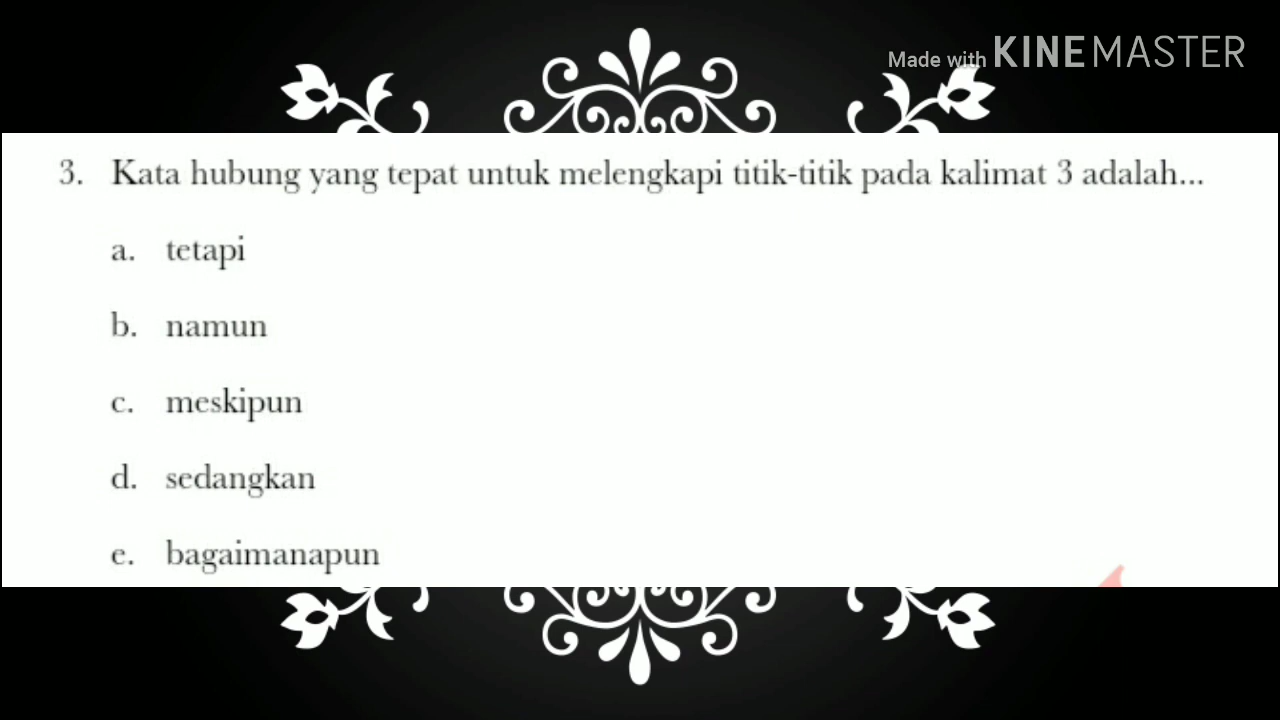 Made with KINEMASTER
3. Kata hubung yang tepat untuk melengkapi titik-titik pada kalimat 3 adalah...
a. tetapi
b. namun
c. meskipun
d. sedangkan
e. bagaimanapun